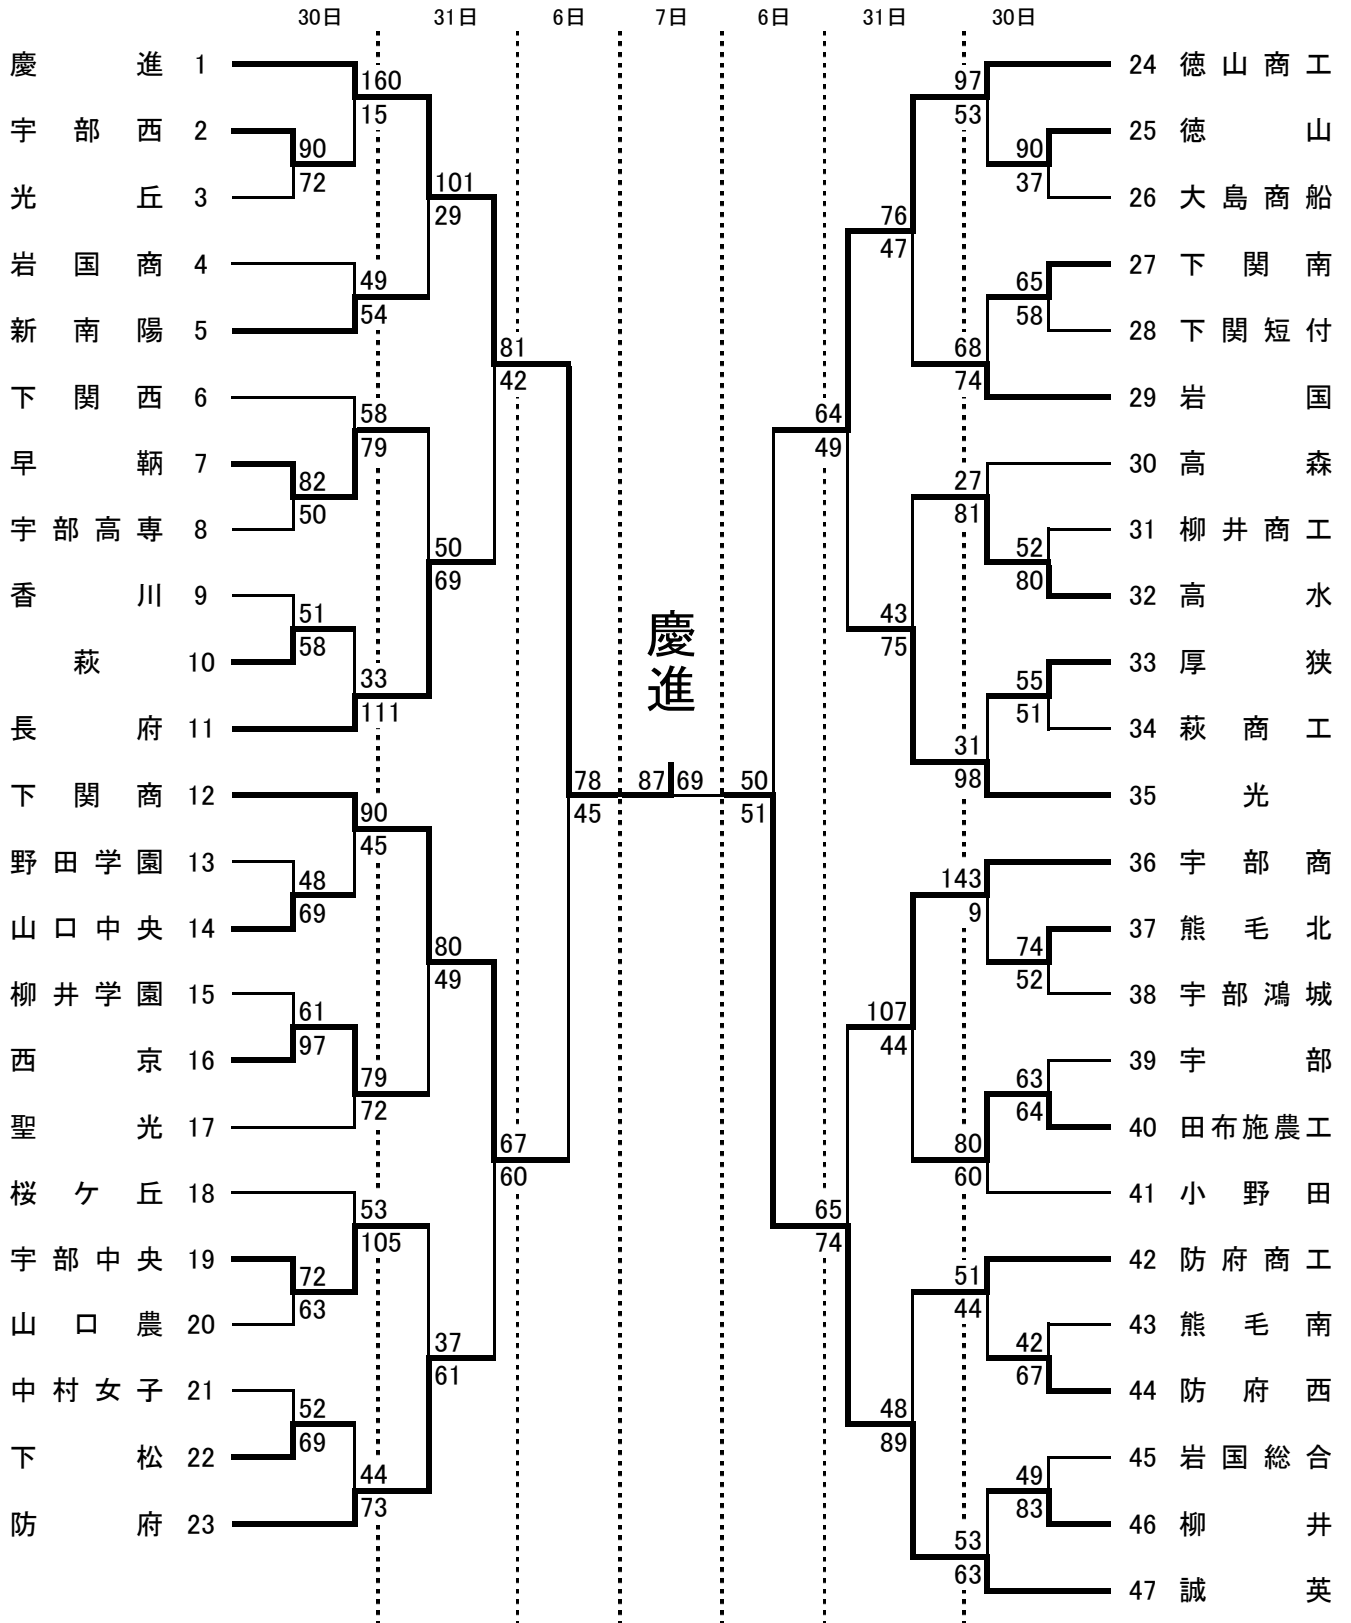 30日 31日 6日 7日 6日 31日 30日
慶進 1
160
15
宇部西 2
90
72
光丘 3
101
29
岩国商 4
49
54
新南陽 5
81
42
下関西 6
58
79
早鞆 7
82
50
宇部高専 8
50
69
香川 9
51
58
萩 10
33
111
長府 11
78
45
下関商 12
90
45
野田学園 13
48
69
山口中央 14
80
49
柳井学園 15
61
97
西京 16
79
72
聖光 17
67
60
桜ケ丘 18
53
105
宇部中央 19
72
63
山口農 20
37
61
中村女子 21
52
69
下松 22
44
73
防府 23
慶進
87 69
24 徳山商工
97
53
25 徳山
90
37
26 大島商船
76
47
27 下関南
65
58
28 下関短付
68
74
29 岩国
64
49
30 高森
27
81
31 柳井商工
52
80
32 高水
43
75
33 厚狭
55
51
34 萩商工
31
98
35 光
50
51
36 宇部商
143
9
37 熊毛北
74
52
38 宇部鴻城
107
44
39 宇部
63
64
40 田布施農工
80
60
41 小野田
65
74
42 防府商工
51
44
43 熊毛南
42
67
44 防府西
48
89
45 岩国総合
49
83
46 柳井
53
63
47 誠英